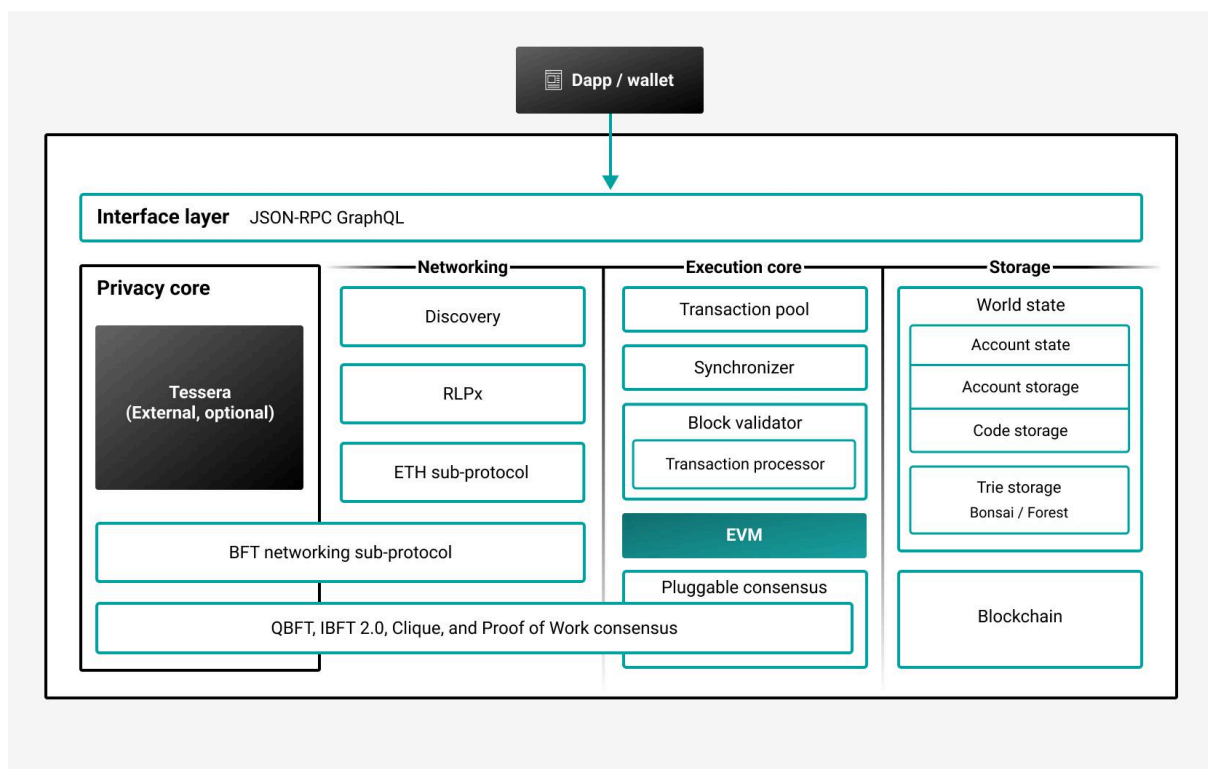 Dapp / wallet
Interface layer JSON-RPC GraphQL
Privacy core
Tessera
(External, optional)
Networking
Discovery
RLPx
ETH sub-protocol
BFT networking sub-protocol
QBFT, IBFT 2.0, Clique, and Proof of Work consensus
Execution core
Transaction pool
Synchronizer
Block validator
Transaction processor
EVM
Pluggable consensus
Storage
World state
Account state
Account storage
Code storage
Trie storage
Bonsai / Forest
Blockchain